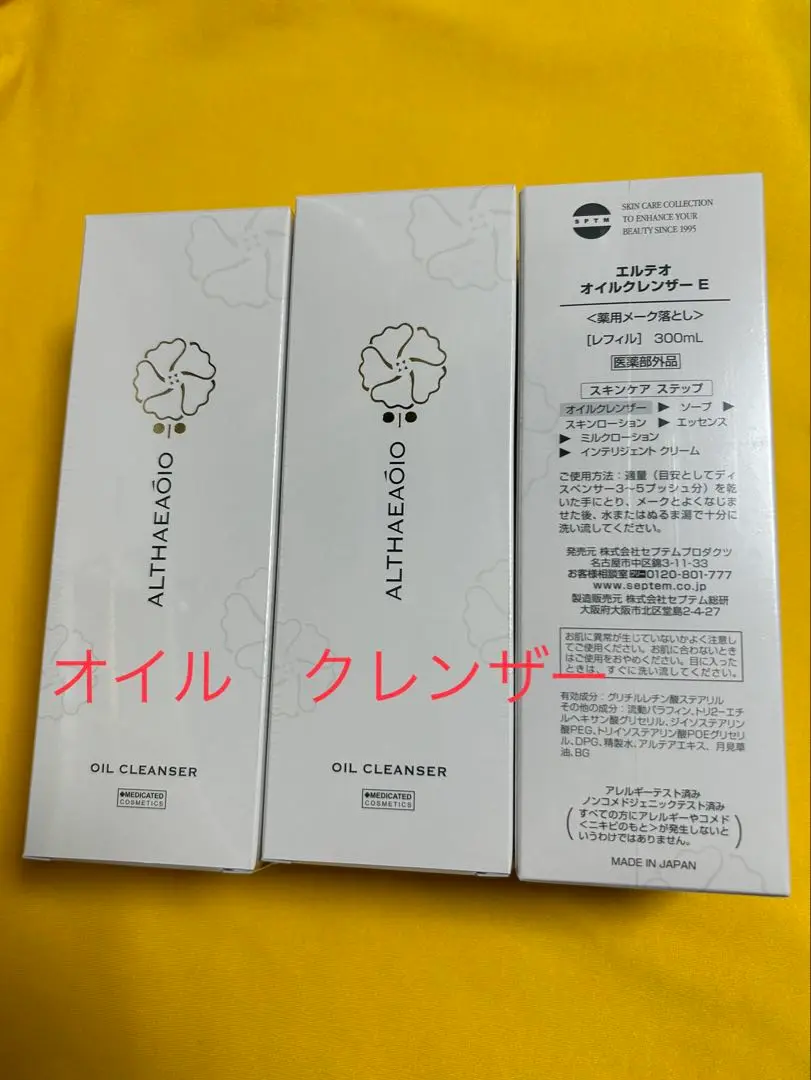 ALTHAEAÓIO
OIL CLEANSER
MEDICATED
COSMETICS
ALTHAEAÓIO
OIL CLEANSER
MEDICATED
COSMETICS
オイル クレンザー
SPTM
SKIN CARE COLLECTION
TO ENHANCE YOUR
BEAUTY SINCE 1995
エルテオ
オイルクレンザー E
<薬用メーク落とし>
[レフィル] 300mL
医薬部外品
スキンケア ステップ
オイルクレンザー ▶ ソープ ▶
スキンローション ▶ エッセンス
▶ ミルクローション
▶ インテリジェント クリーム
ご使用方法：適量（目安としてディ
スペンサー3〜5プッシュ分）を乾
いた手にとり、メークとよくなじま
せた後、水またはぬるま湯で十分に
洗い流してください。
発売元 株式会社セプテムプロダクツ
名古屋市中区錦3-11-33
お客様相談室 0120-801-777
www.septem.co.jp
製造販売元 株式会社セプテム総研
大阪府大阪市北区堂島2-4-27
お肌に異常が生じていないかよく注意し
てご使用ください。お肌に合わないとき
はご使用をおやめください。目に入った
ときは、すぐに洗い流してください。
有効成分：グリチルレチン酸ステアリル
その他の成分：流動パラフィン、トリ2-エチ
ルヘキサン酸グリセリル、ジイソステアリン
酸PEG、トリイソステアリン酸POEグリセリ
ル、DPG、精製水、アルテアエキス、月見草
油、BG
アレルギーテスト済み
ノンコメドジェニックテスト済み
(すべての方にアレルギーやコメド
<ニキビのもと>が発生しないと
いうわけではありません。)
MADE IN JAPAN